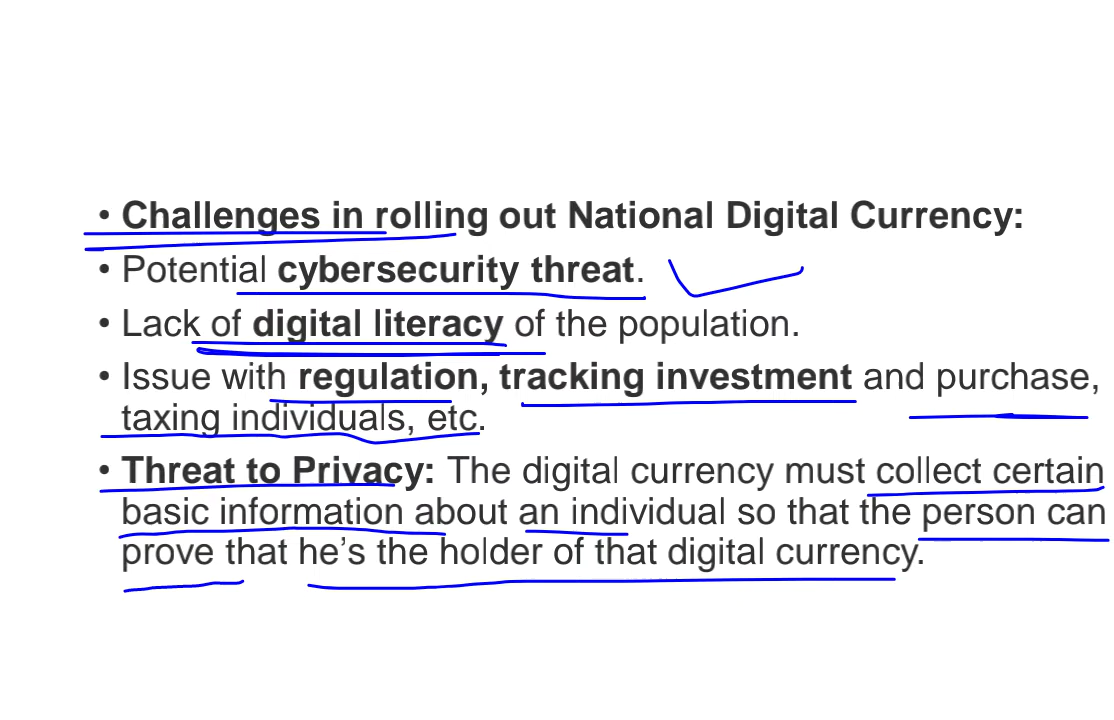 • Challenges in rolling out National Digital Currency:
• Potential cybersecurity threat.
• Lack of digital literacy of the population.
• Issue with regulation, tracking investment and purchase,
taxing individuals, etc.
• Threat to Privacy: The digital currency must collect certain
basic information about an individual so that the person can
prove that he’s the holder of that digital currency.